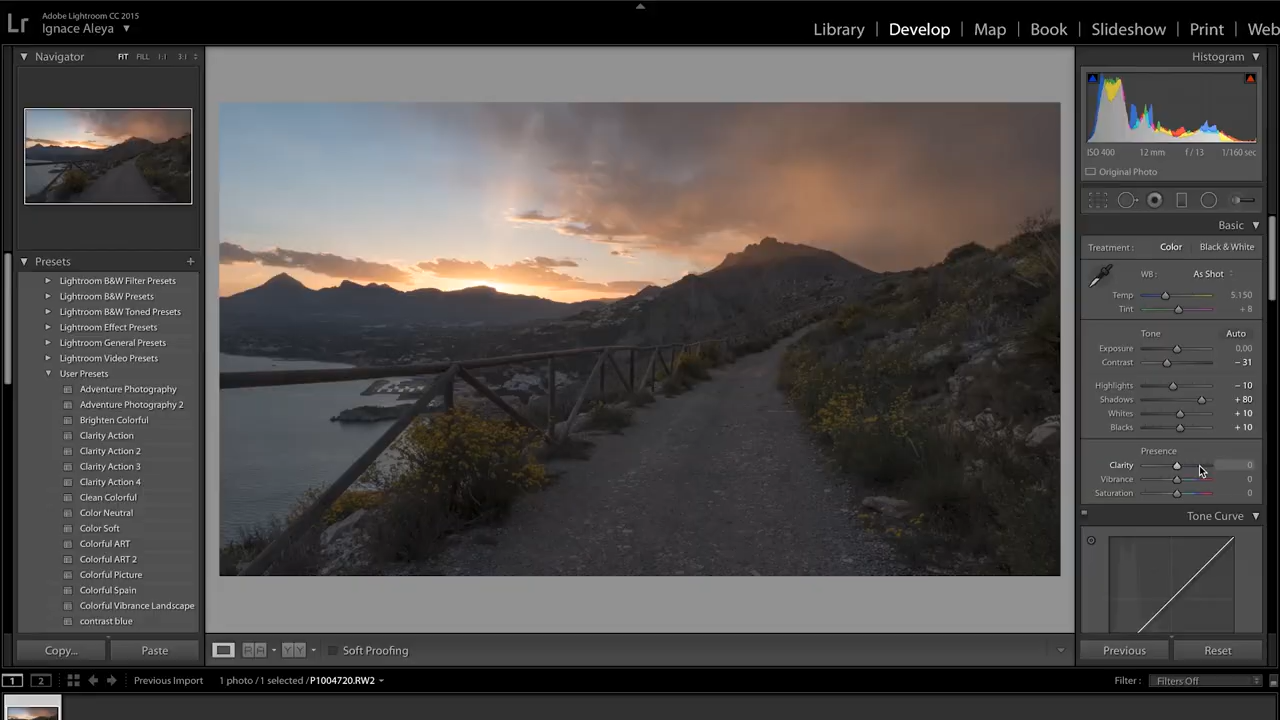 Lr
Adobe Lightroom CC 2015
Ignace Aleya
Library | Develop | Map | Book | Slideshow | Print | Web
Navigator FIT FILL 1:1 3:1
Presets +
Lightroom B&W Filter Presets
Lightroom B&W Presets
Lightroom B&W Toned Presets
Lightroom Effect Presets
Lightroom General Presets
Lightroom Video Presets
User Presets
Adventure Photography
Adventure Photography 2
Brighten Colorful
Clarity Action
Clarity Action 2
Clarity Action 3
Clarity Action 4
Clean Colorful
Color Neutral
Color Soft
Colorful ART
Colorful ART 2
Colorful Picture
Colorful Spain
Colorful Vibrance Landscape
contrast blue
Copy... Paste
Soft Proofing
Histogram
ISO 400 12 mm f / 13 1/160 sec
Original Photo
Basic
Treatment : Color Black & White
WB : As Shot
Temp 5.150
Tint + 8
Tone Auto
Exposure 0,00
Contrast – 31
Highlights – 10
Shadows + 80
Whites + 10
Blacks + 10
Presence
Clarity 0
Vibrance 0
Saturation 0
Tone Curve
Previous Reset
1 2 Previous Import 1 photo / 1 selected / P1004720.RW2 Filter : Filters Off